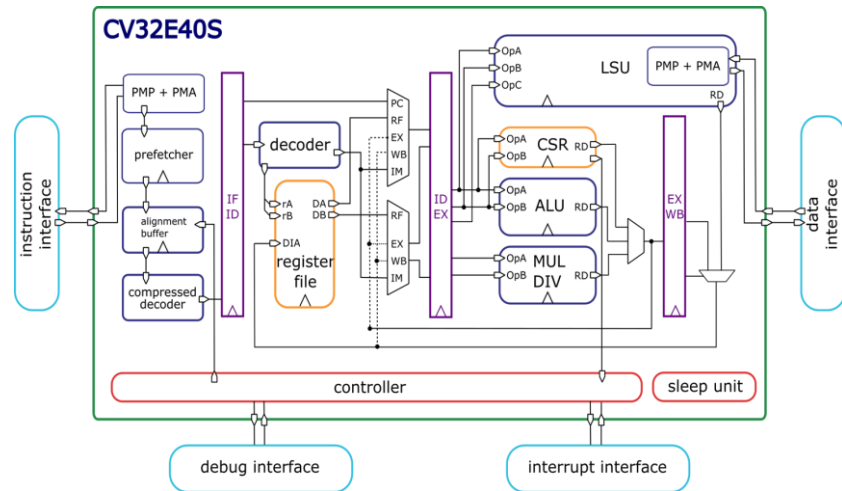 CV32E40S
PMP + PMA
prefetcher
alignment
buffer
compressed
decoder
instruction
interface
IF
ID
decoder
rA
rB
DIA
DA
DB
register
file
PC
RF
EX
WB
IM
RF
EX
WB
IM
ID
EX
OpA
OpB
OpC
LSU
PMP + PMA
RD
OpA
OpB
CSR
RD
OpA
OpB
ALU
RD
OpA
OpB
MUL
DIV
RD
EX
WB
data
interface
controller
sleep unit
debug interface
interrupt interface